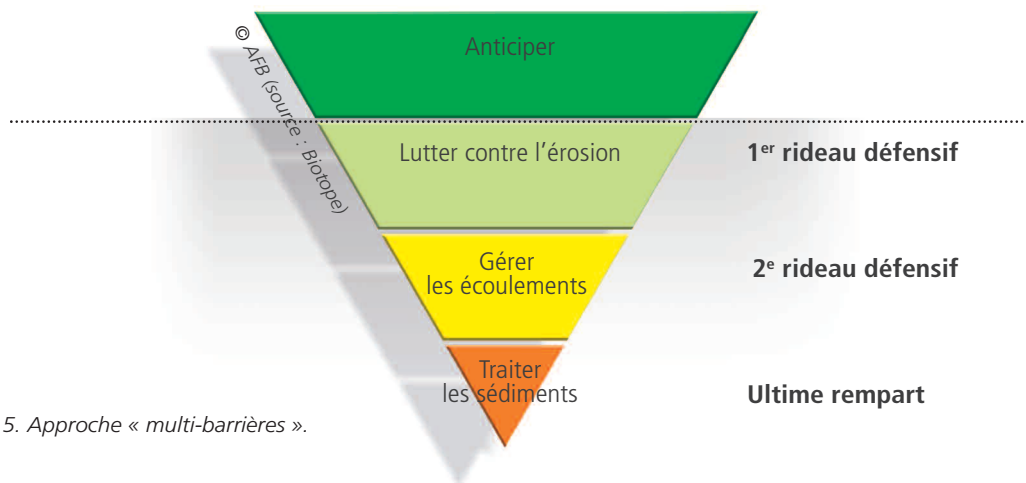 Anticiper
© AFB (source : Biotope)
Lutter contre l’érosion
1er rideau défensif
Gérer
les écoulements
2e rideau défensif
Traiter
les sédiments
Ultime rempart
5. Approche « multi-barrières ».